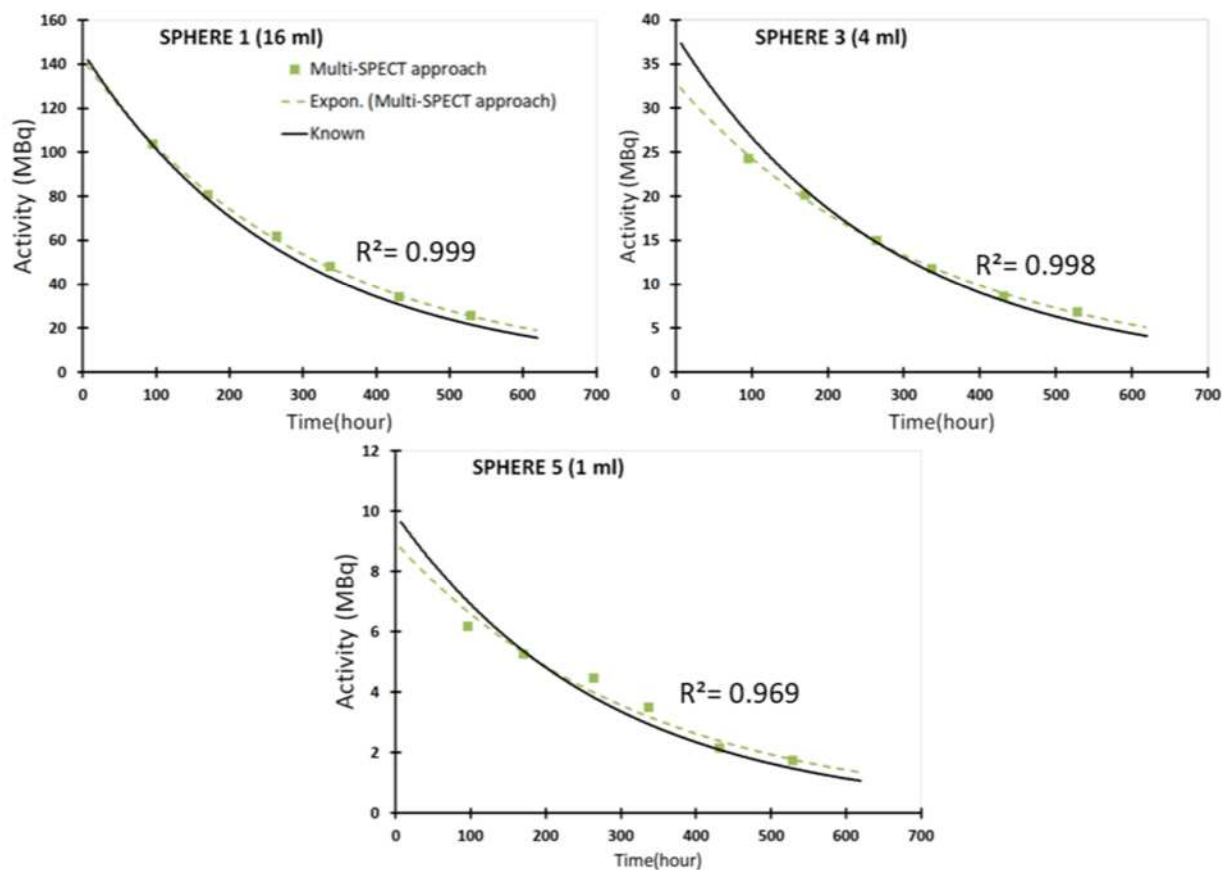 SPHERE 1 (16 ml)
Multi-SPECT approach
Expon. (Multi-SPECT approach)
Known
R²= 0.999
Activity (MBq)
160
140
120
100
80
60
40
20
0
0 100 200 300 400 500 600 700
Time(hour)
SPHERE 3 (4 ml)
R²= 0.998
Activity (MBq)
40
35
30
25
20
15
10
5
0
0 100 200 300 400 500 600 700
Time(hour)
SPHERE 5 (1 ml)
R²= 0.969
Activity (MBq)
12
10
8
6
4
2
0
0 100 200 300 400 500 600 700
Time(hour)